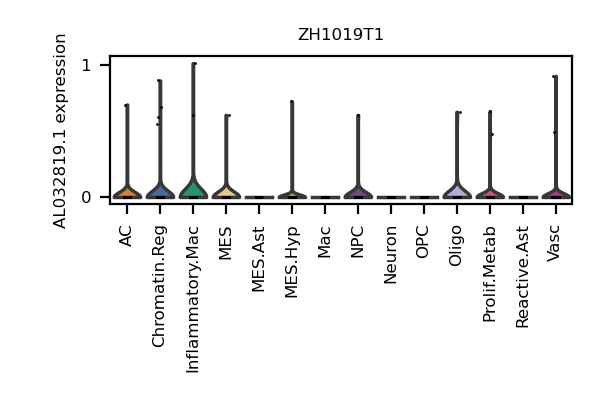 ZH1019T1
AL032819.1 expression
1
0
AC
Chromatin.Reg
Inflammatory.Mac
MES
MES.Ast
MES.Hyp
Mac
NPC
Neuron
OPC
Oligo
Prolif.Metab
Reactive.Ast
Vasc